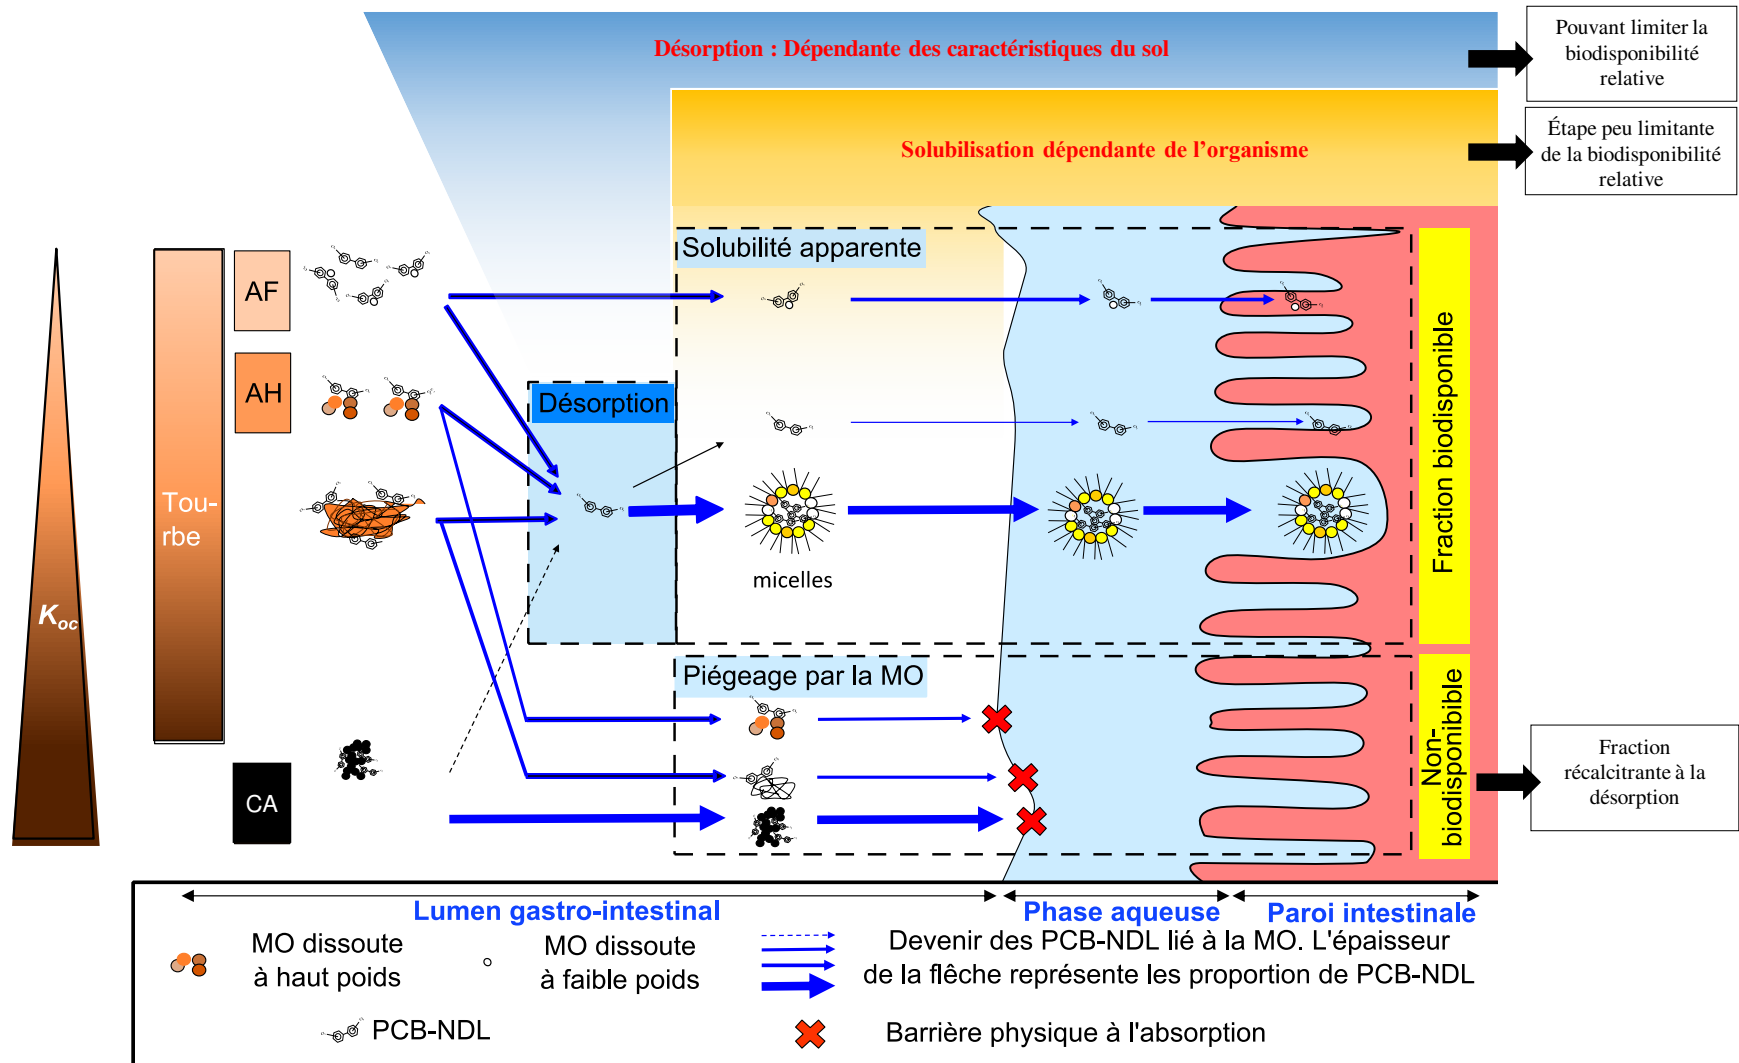 Désorption : Dépendante des caractéristiques du sol
Pouvant limiter la
biodisponibilité
relative
Solubilisation dépendante de l'organisme
Étape peu limitante
de la biodisponibilité
relative
Solubilité apparente
AF
AH
Désorption
Tou-
rbe
Koc
micelles
Fraction biodisponible
Piégeage par la MO
CA
Non-
biodisponibible
Fraction
récalcitrante à la
désorption
Lumen gastro-intestinal
Phase aqueuse
Paroi intestinale
MO dissoute
à haut poids
MO dissoute
à faible poids
Devenir des PCB-NDL lié à la MO. L'épaisseur
de la flêche représente les proportion de PCB-NDL
PCB-NDL
Barrière physique à l'absorption